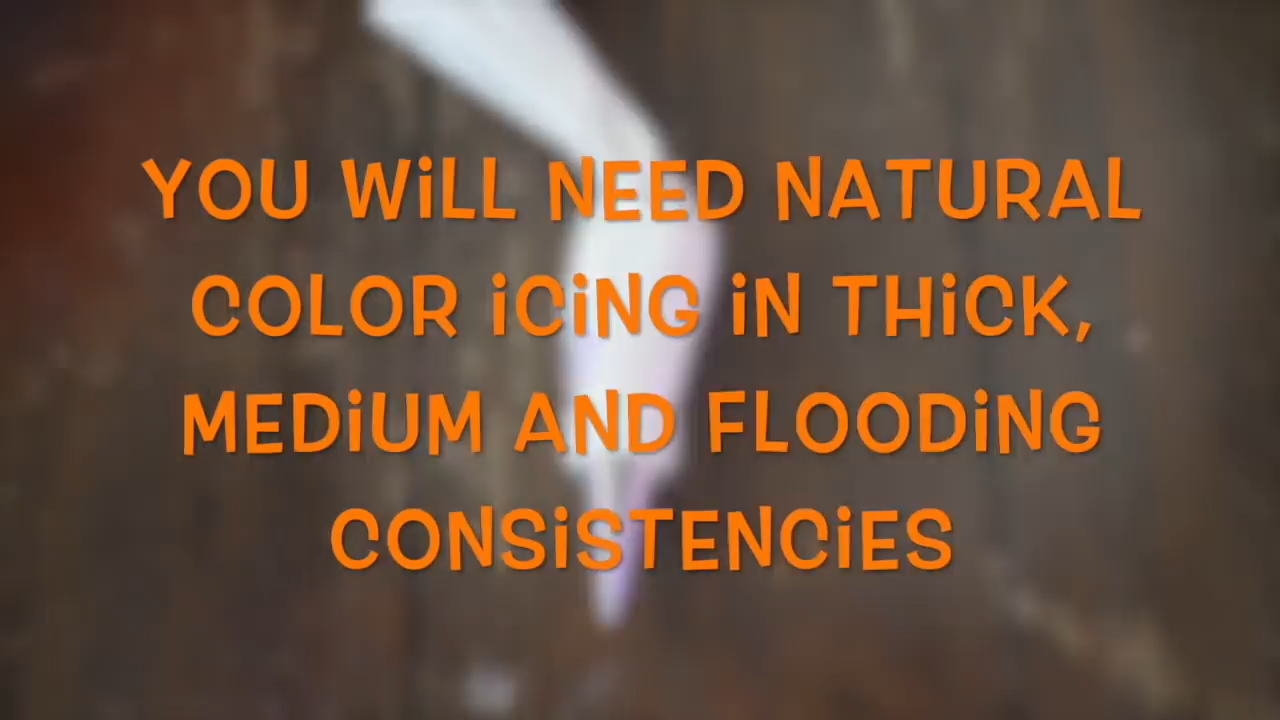 YOU WiLL NEED NATURAL
COLOR iCiNG iN THiCK,
MEDiUM AND FLOODiNG
CONSiSTENCiES